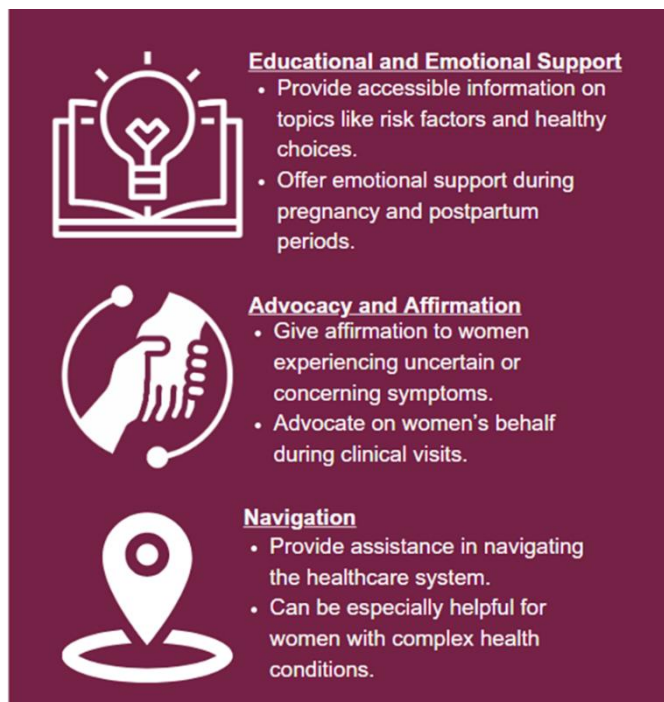 Educational and Emotional Support
• Provide accessible information on
topics like risk factors and healthy
choices.
• Offer emotional support during
pregnancy and postpartum
periods.
Advocacy and Affirmation
• Give affirmation to women
experiencing uncertain or
concerning symptoms.
• Advocate on women’s behalf
during clinical visits.
Navigation
• Provide assistance in navigating
the healthcare system.
• Can be especially helpful for
women with complex health
conditions.